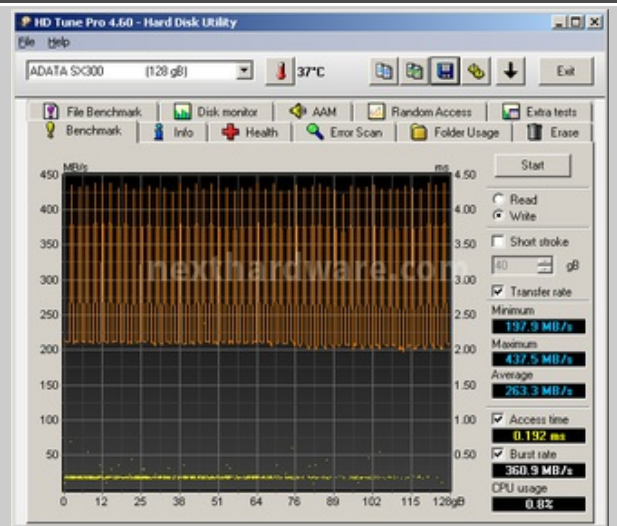 HD Tune Pro 4.60 - Hard Disk Utility
File Help
ADATA SX300 (128 gB)
37°C
Exit
File Benchmark Disk monitor AAM Random Access Extra tests
Benchmark Info Health Error Scan Folder Usage Erase
Start
Read
Write
Short stroke
40 gB
Transfer rate
Minimum
197.9 MB/s
Maximum
437.5 MB/s
Average
263.3 MB/s
Access time
0.192 ms
Burst rate
360.9 MB/s
CPU usage
0.8%
MB/s ms
450 4.50
400 4.00
350 3.50
300 3.00
250 2.50
200 2.00
150 1.50
100 1.00
50 0.50
0 12 25 38 51 64 76 89 102 115 128gB
nexthardware.com